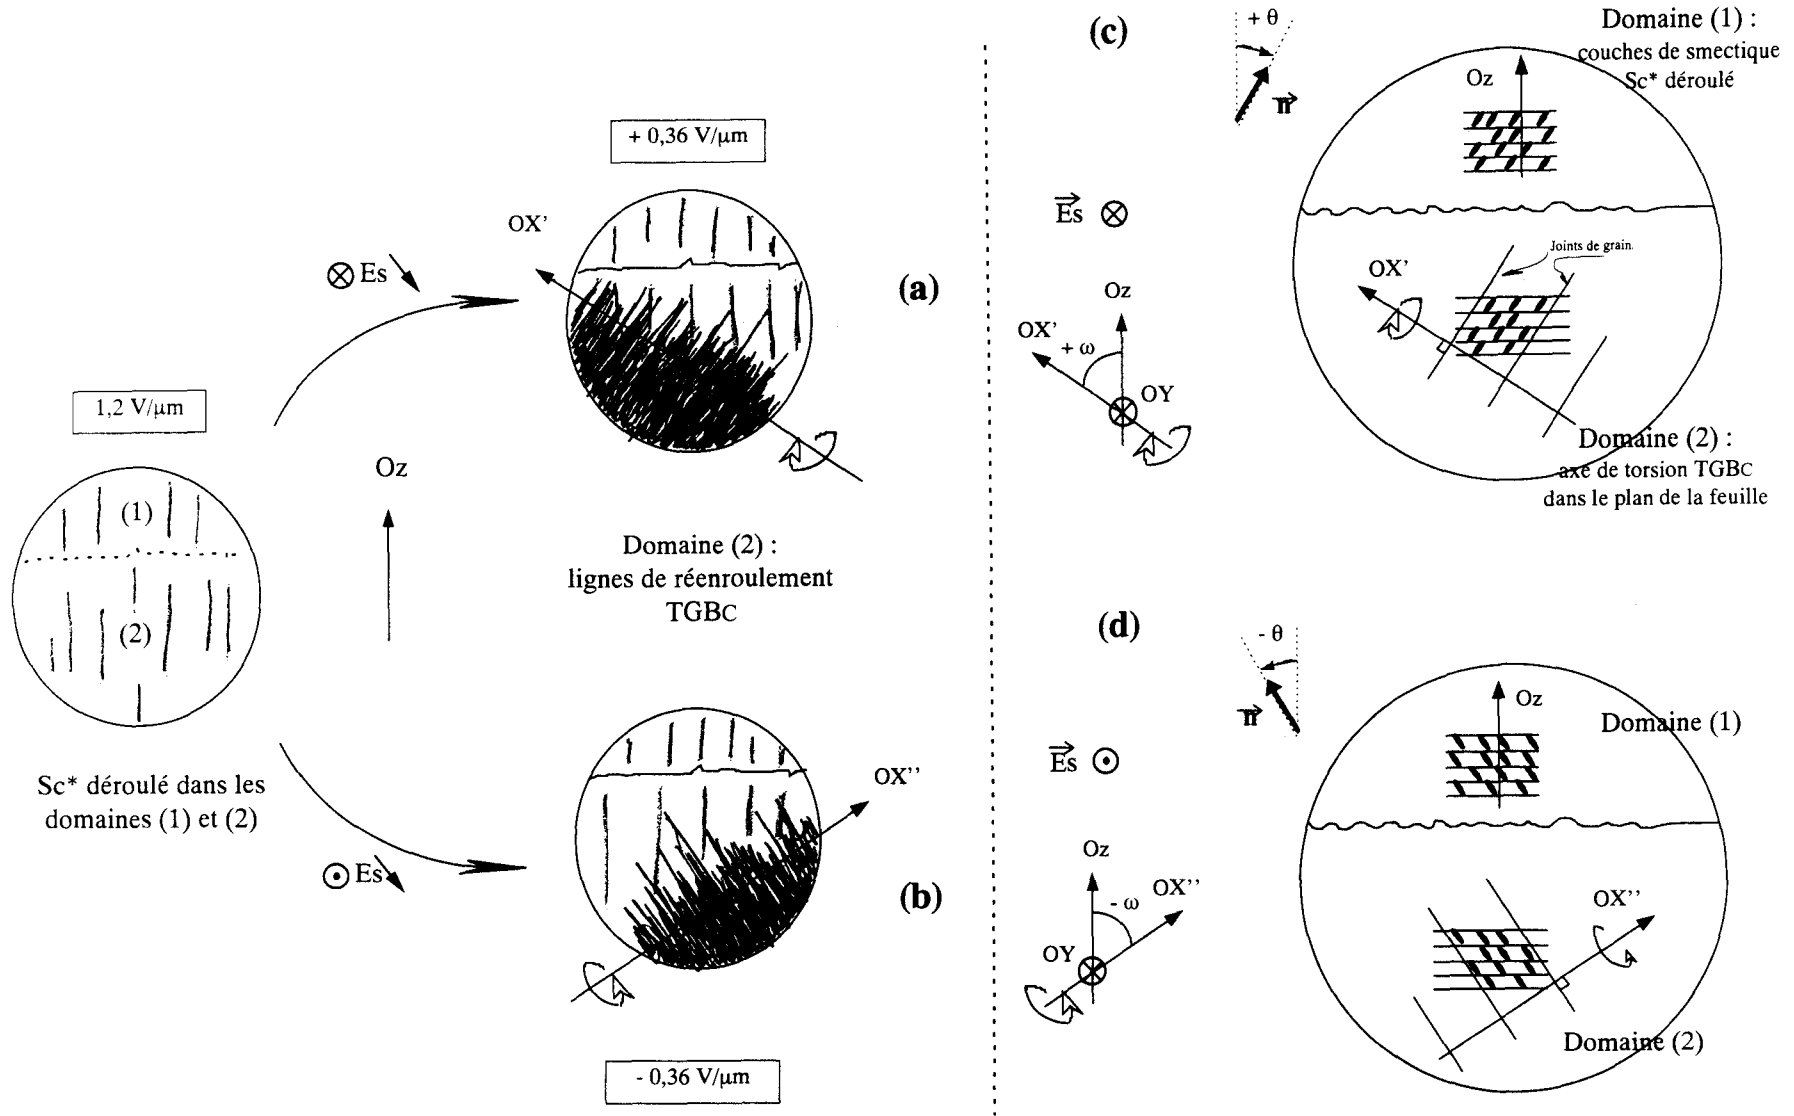 1,2 V/µm
(1)
(2)
Sc* déroulé dans les
domaines (1) et (2)
Oz
⊗ Es
⊙ Es
+ 0,36 V/µm
OX'
(a)
Domaine (2) :
lignes de réenroulement
TGBC
OX''
(b)
- 0,36 V/µm
(c)
+ θ
n
Es ⊗
Oz
OX'
+ ω
OY
Domaine (1) :
couches de smectique
Sc* déroulé
Oz
Joints de grain
OX'
Domaine (2) :
axe de torsion TGBC
dans le plan de la feuille
(d)
- θ
n
Es ⊙
Oz
OX''
- ω
OY
Oz
Domaine (1)
OX''
Domaine (2)